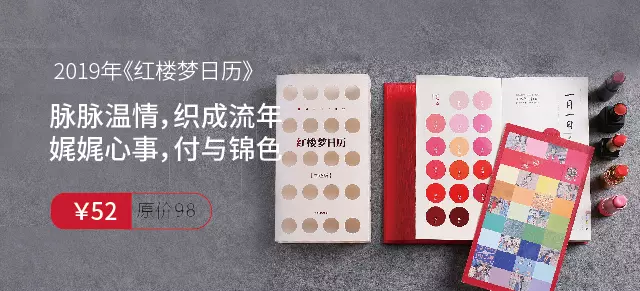 2019年《红楼梦日历》
脉脉温情，织成流年
娓娓心事，付与锦色
￥52
原价98
红楼梦日历
一日一